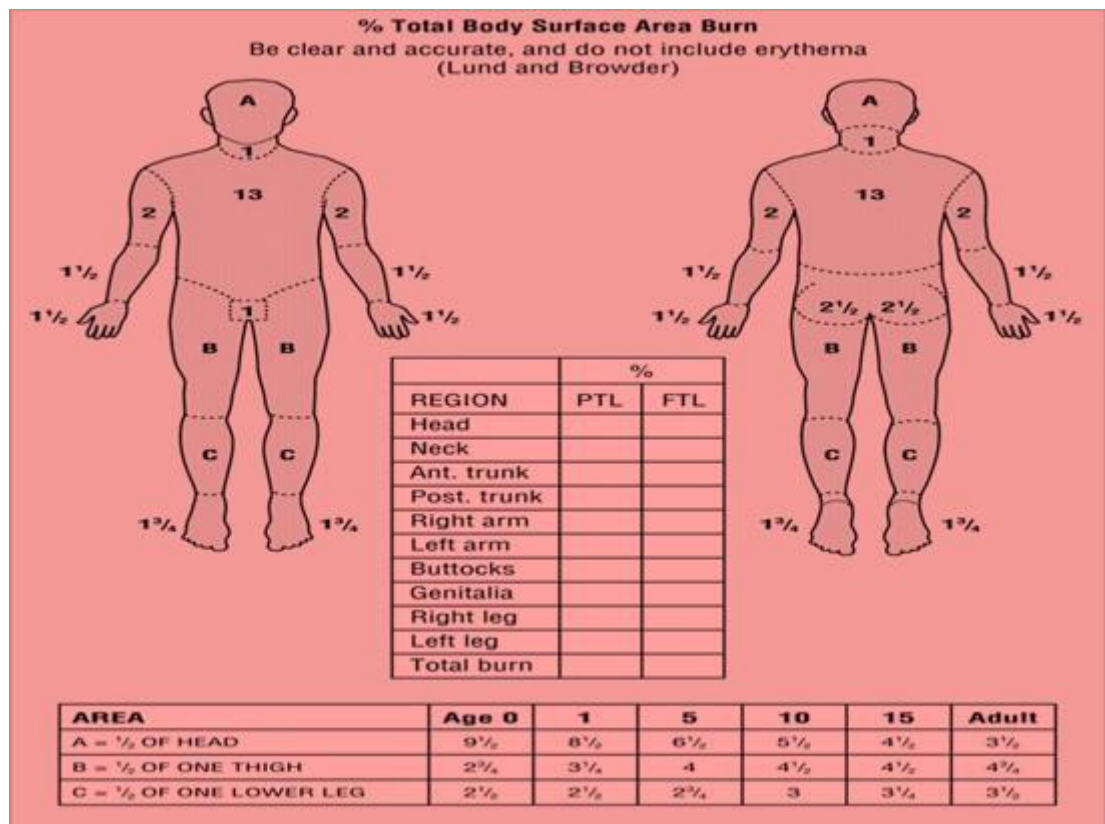 % Total Body Surface Area Burn
Be clear and accurate, and do not include erythema
(Lund and Browder)
A
1
13
2
2
1½
1½
1½
1½
1
B
B
C
C
1¾
1¾
A
1
13
2
2
1½
1½
1½
1½
2½
2½
B
B
C
C
1¾
1¾
%
REGION PTL FTL
Head
Neck
Ant. trunk
Post. trunk
Right arm
Left arm
Buttocks
Genitalia
Right leg
Left leg
Total burn
AREA Age 0 1 5 10 15 Adult
A = ½ OF HEAD 9½ 8½ 6½ 5½ 4½ 3½
B = ½ OF ONE THIGH 2¾ 3¼ 4 4½ 4½ 4¾
C = ½ OF ONE LOWER LEG 2½ 2½ 2¾ 3 3¼ 3½